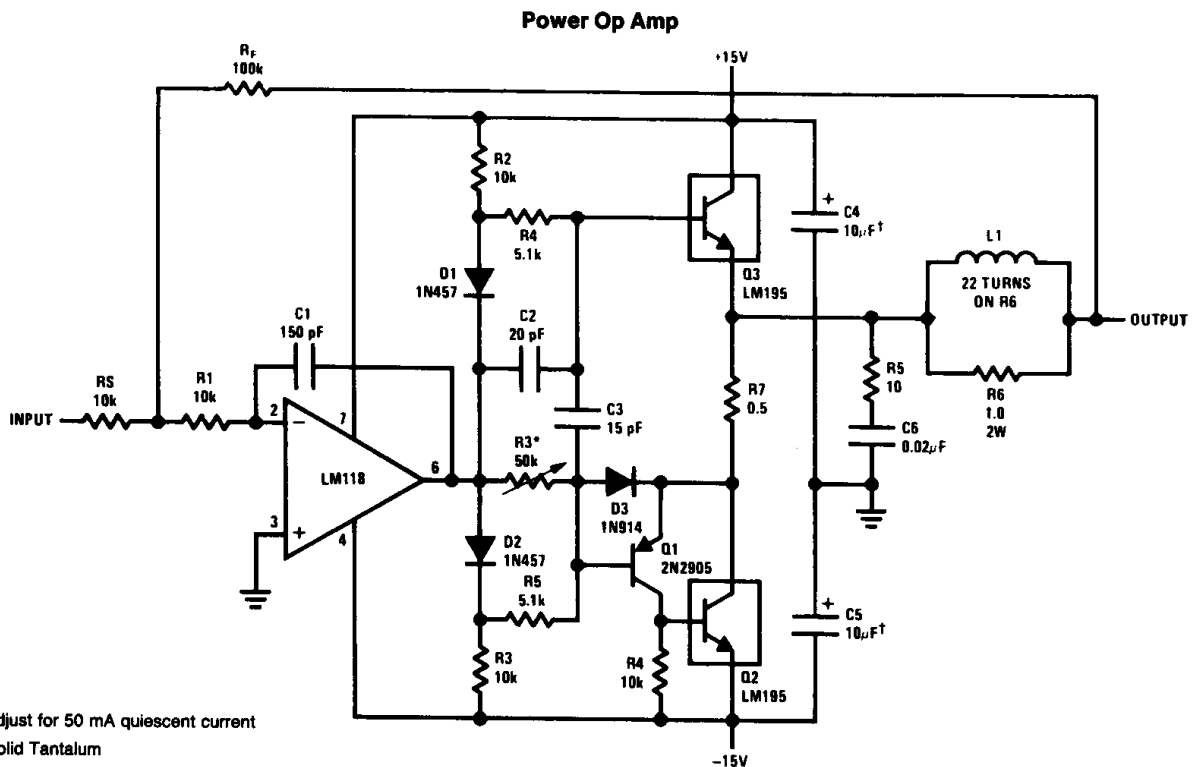 Power Op Amp
RF
100k
+15V
R2
10k
R4
5.1k
D1
1N457
Q3
LM195
C4
10μF†
L1
22 TURNS
ON R6
OUTPUT
C1
150 pF
C2
20 pF
RS
10k
R1
10k
INPUT
2
7
LM118
6
3
4
R3*
50k
C3
15 pF
R7
0.5
R5
10
R6
1.0
2W
C6
0.02μF
D3
1N914
D2
1N457
Q1
2N2905
R5
5.1k
R3
10k
R4
10k
Q2
LM195
C5
10μF†
-15V
djust for 50 mA quiescent current
olid Tantalum